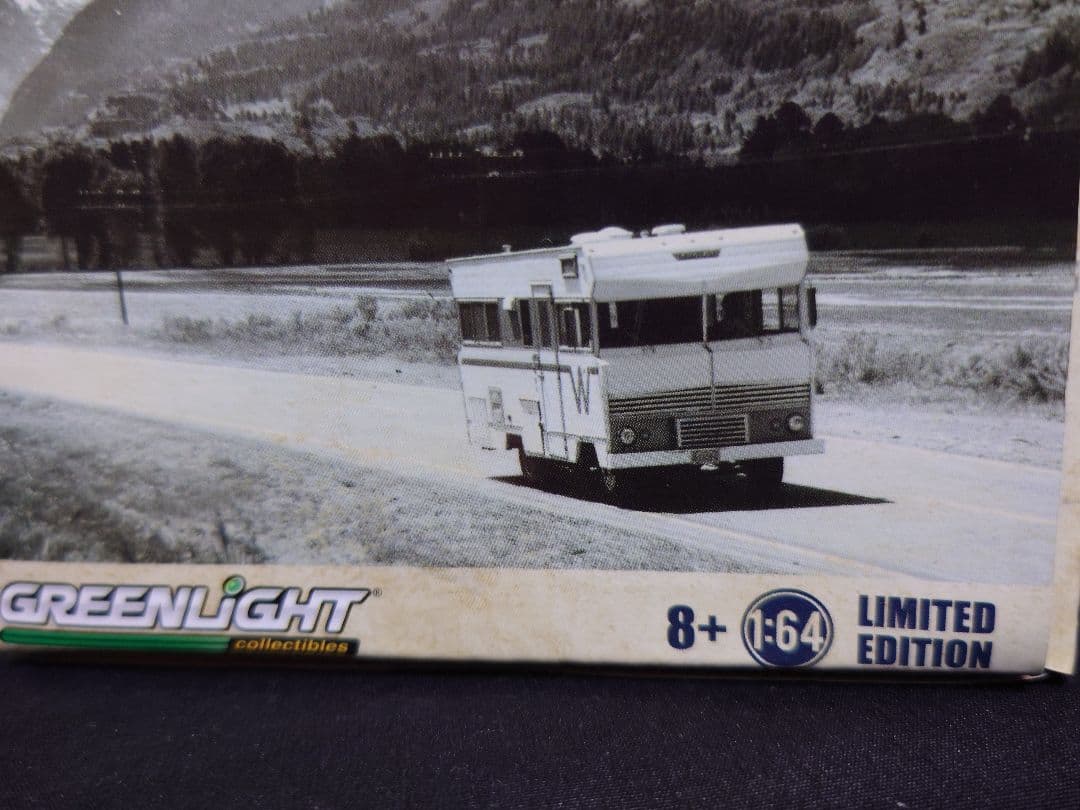 W
GREENLiGHT®
collectibles
8+
1:64
LIMITED
EDITION